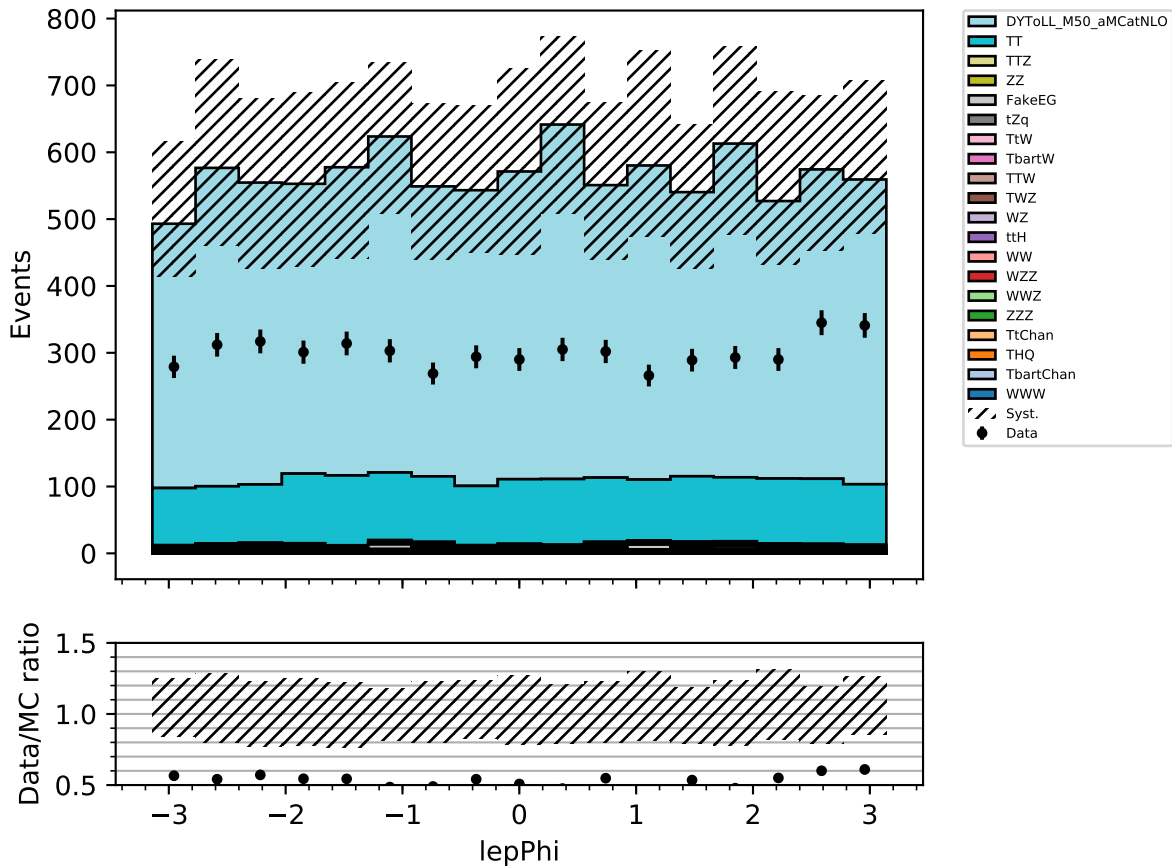 800
700
600
500
400
300
200
100
0
Events
DYToLL_M50_aMCatNLO
TT
TTZ
ZZ
FakeEG
tZq
TtW
TbartW
TTW
TWZ
WZ
ttH
WW
WZZ
WWZ
ZZZ
TtChan
THQ
TbartChan
WWW
Syst.
Data
1.5
1.0
0.5
Data/MC ratio
−3 −2 −1 0 1 2 3
lepPhi